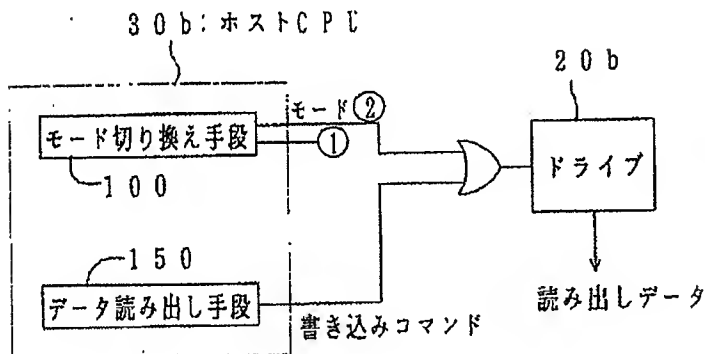 30b:ホストCPU
20b
モード②
モード切り換え手段
①
100
ドライブ
150
データ読み出し手段
書き込みコマンド
読み出しデータ